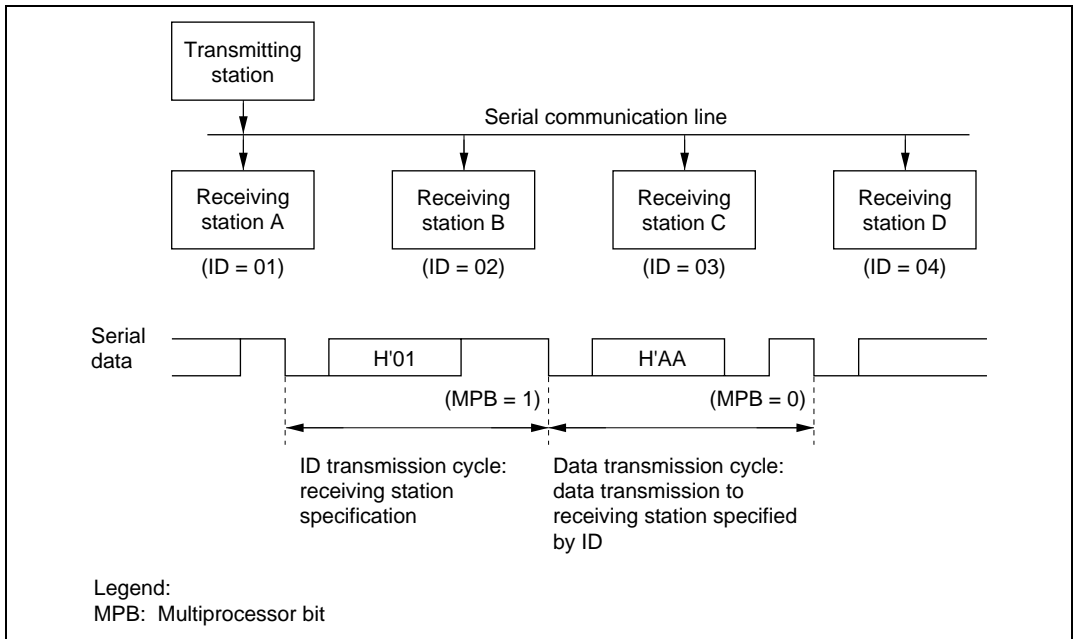 Transmitting
station
Serial communication line
Receiving
station A
Receiving
station B
Receiving
station C
Receiving
station D
(ID = 01)
(ID = 02)
(ID = 03)
(ID = 04)
Serial
data
H'01
H'AA
(MPB = 1)
(MPB = 0)
ID transmission cycle:
receiving station
specification
Data transmission cycle:
data transmission to
receiving station specified
by ID
Legend:
MPB: Multiprocessor bit